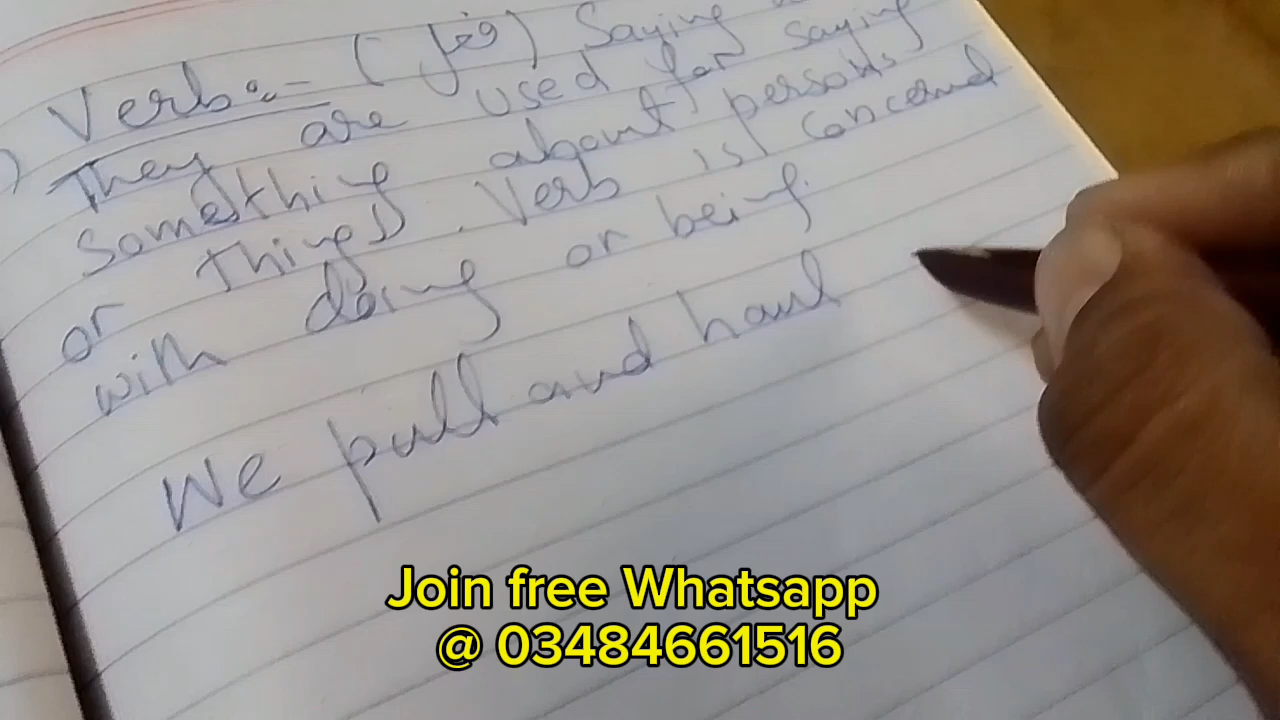 Verb:- (فعل) Saying
They are used for saying
something about persons
or things. Verb is concerned
with doing or being.
We pull and haul
Join free Whatsapp
@ 03484661516